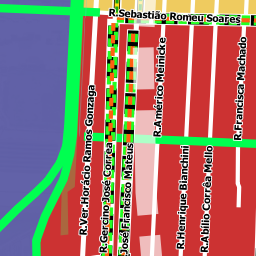 R.Sebastião Romeu Soares
R.Ver.Horácio Ramos Gonzaga
R.Gercino José Correa
José Francisco Mateus
R.Américo Meinicke
R.Henrique Bianchini
R.Abílio Corrêa Mello
R.Francisca Machado